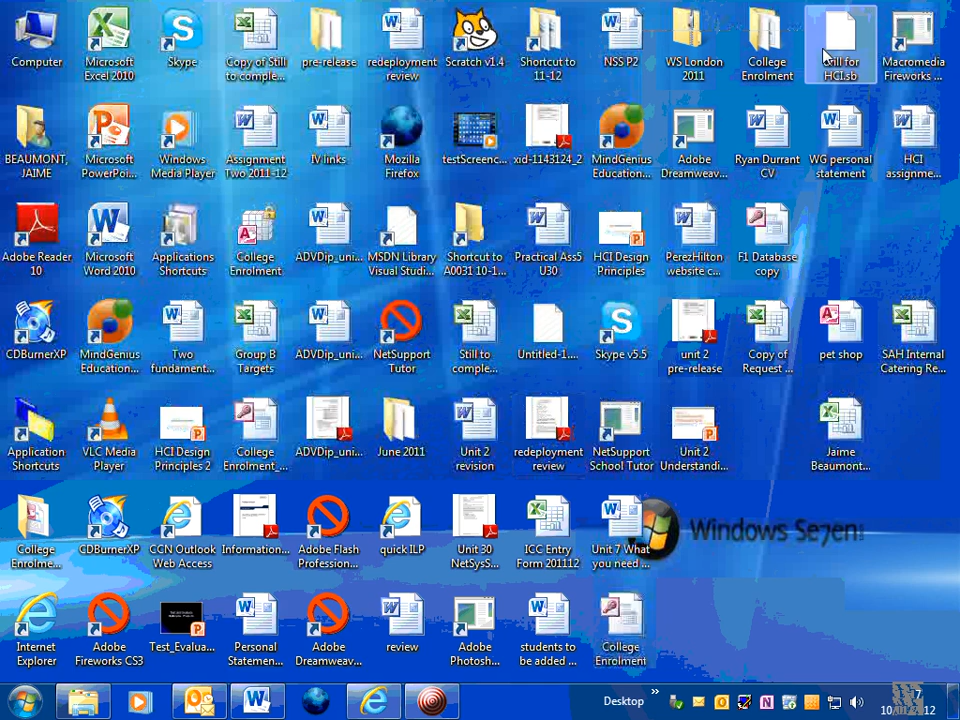 Computer
Microsoft
Excel 2010
Skype
Copy of Still
to comple...
pre-release
redeployment
review
Scratch v1.4
Shortcut to
11-12
NSS P2
WS London
2011
College
Enrolment
for
HCI.sb
Macromedia
Fireworks ...
BEAUMONT,
JAIME
Microsoft
PowerPoi...
Windows
Media Player
Assignment
Two 2011-12
IV links
Mozilla
Firefox
testScreenc...
xid-1143124_2
MindGenius
Education...
Adobe
Dreamweav...
Ryan Durrant
CV
WG personal
statement
HCI
assignme...
Adobe Reader
10
Microsoft
Word 2010
Applications
Shortcuts
College
Enrolment
ADVDip_uni...
MSDN Library
Visual Studi...
Shortcut to
A0031 10-1...
Practical Ass5
U30
HCI Design
Principles
PerezHilton
website c...
F1 Database
copy
CDBurnerXP
MindGenius
Education...
Two
fundament...
Group B
Targets
ADVDip_uni...
NetSupport
Tutor
Still to
comple...
Untitled-1....
Skype v5.5
unit 2
pre-release
Copy of
Request ...
pet shop
SAH Internal
Catering Re...
Application
Shortcuts
VLC Media
Player
HCI Design
Principles 2
College
Enrolment_...
ADVDip_uni...
June 2011
Unit 2
revision
redeployment
review
NetSupport
School Tutor
Unit 2
Understandi...
Jaime
Beaumont...
College
Enrolme...
CDBurnerXP
CCN Outlook
Web Access
Information...
Adobe Flash
Profession...
quick ILP
Unit 30
NetSysS...
ICC Entry
Form 201112
Unit 7 What
you need ...
Windows Se7en
Internet
Explorer
Adobe
Fireworks CS3
Test_Evalua...
Personal
Statemen...
Adobe
Dreamweav...
review
Adobe
Photosh...
students to
be added ...
College
Enrolment
Desktop